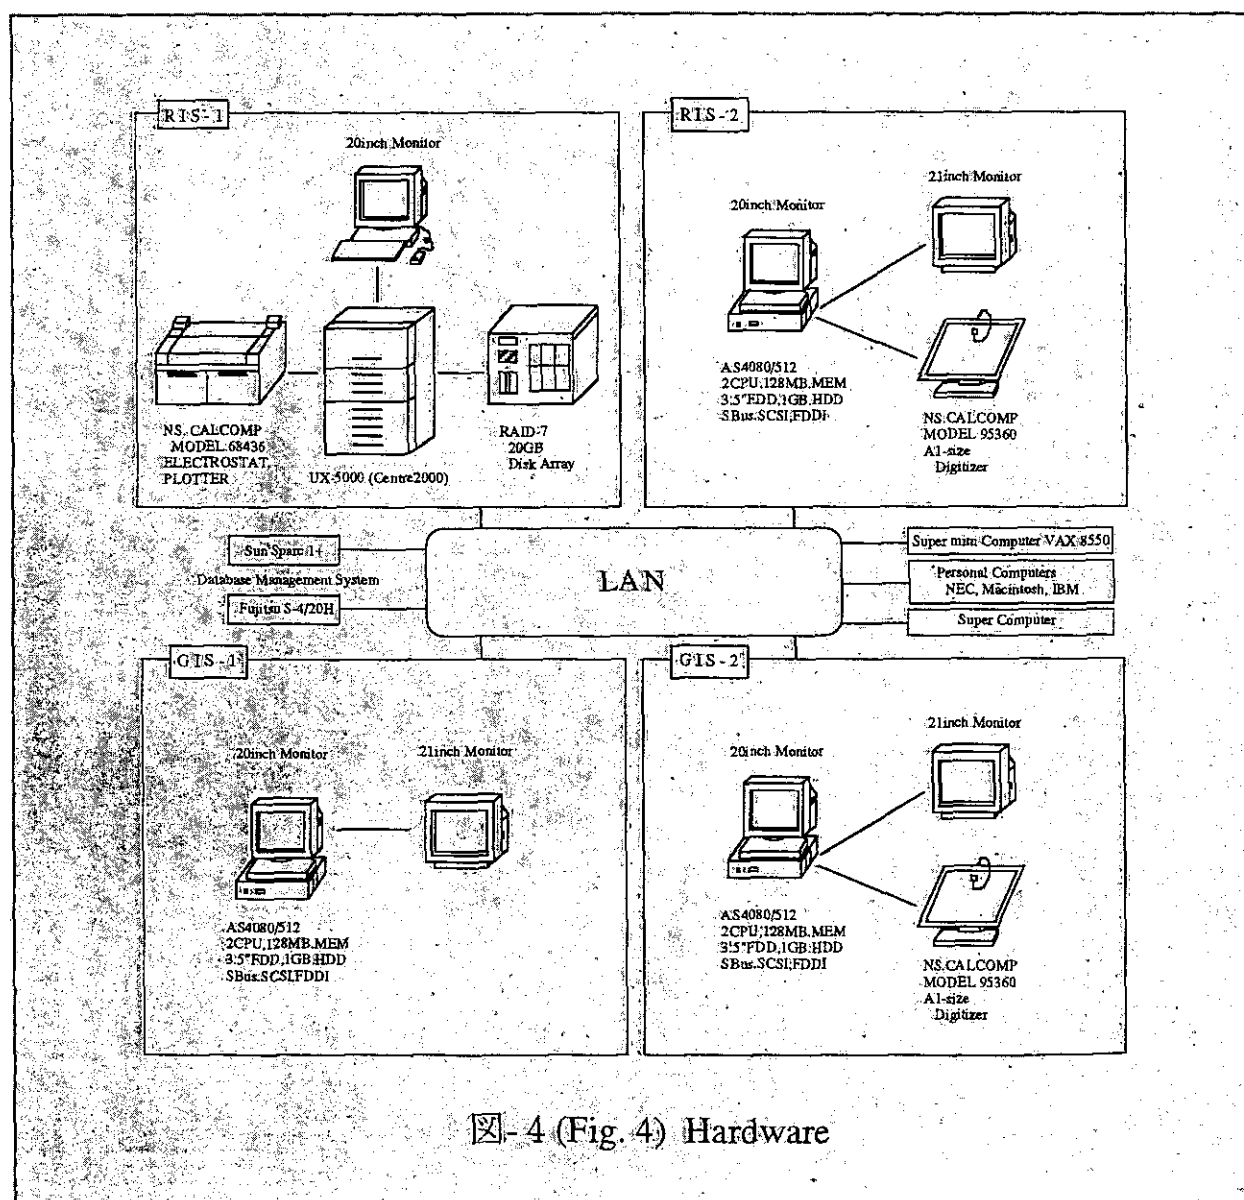 RIS-1
20inch Monitor
NS. CALCOMP
MODEL 68436
ELECTROSTAT.
PLOTTER
UX-5000 (Centre2000)
RAID-7
20GB
Disk Array
RIS-2
20inch Monitor
21inch Monitor
AS4080/512
2CPU,128MB.MEM
3.5"FDD,1GB.HDD
SBus.SCSI,FDDI
NS.CALCOMP
MODEL 95360
A1-size
Digitizer
Sun Sparc 1+
Database Management System
Fujitsu S-4/20H
LAN
Super mini Computer VAX 8550
Personal Computers
NEC, Macintosh, IBM
Super Computer
GIS-1
20inch Monitor
21inch Monitor
AS4080/512
2CPU,128MB.MEM
3.5"FDD,1GB.HDD
SBus.SCSI,FDDI
GIS-2
20inch Monitor
21inch Monitor
AS4080/512
2CPU,128MB.MEM
3.5"FDD,1GB.HDD
SBus.SCSI,FDDI
NS.CALCOMP
MODEL 95360
A1-size
Digitizer
図-4 (Fig. 4) Hardware